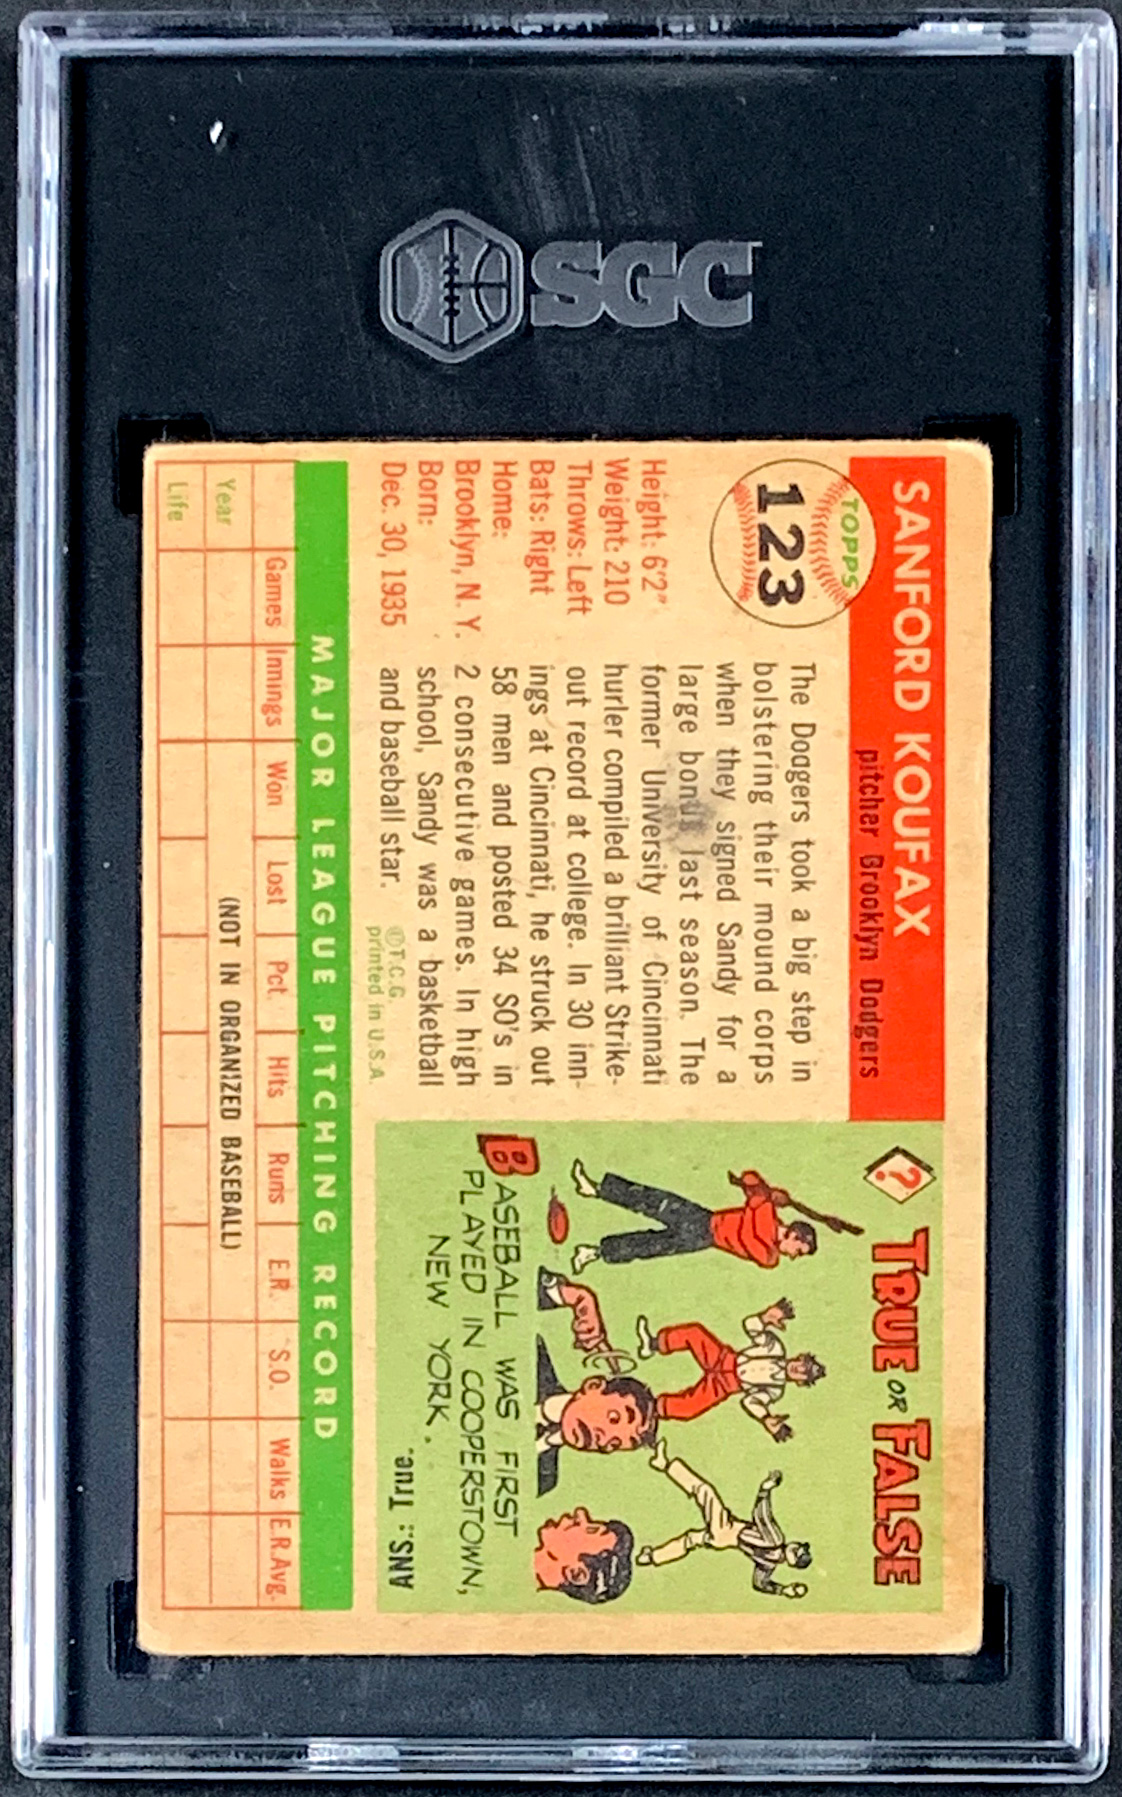 SGC
SANFORD KOUFAX
pitcher Brooklyn Dodgers
TOPPS
123
Height: 6'2"
Weight: 210
Throws: Left
Bats: Right
Home:
Brooklyn, N. Y.
Born:
Dec. 30, 1935
The Dodgers took a big step in
bolstering their mound corps
when they signed Sandy for a
large bonus last season. The
former University of Cincinnati
hurler compiled a brilliant Strike-
out record at college. In 30 inn-
ings at Cincinnati, he struck out
58 men and posted 34 SO's in
2 consecutive games. In high
school, Sandy was a basketball
and baseball star.
©T.C.G.
printed in U.S.A.
?
TRUE OR FALSE
BASEBALL WAS FIRST
PLAYED IN COOPERSTOWN,
NEW YORK.
ANS: True.
MAJOR LEAGUE PITCHING RECORD
Games Innings Won Lost Pct. Hits Runs E.R. S.O. Walks E.R.Avg.
Year
(NOT IN ORGANIZED BASEBALL)
Life